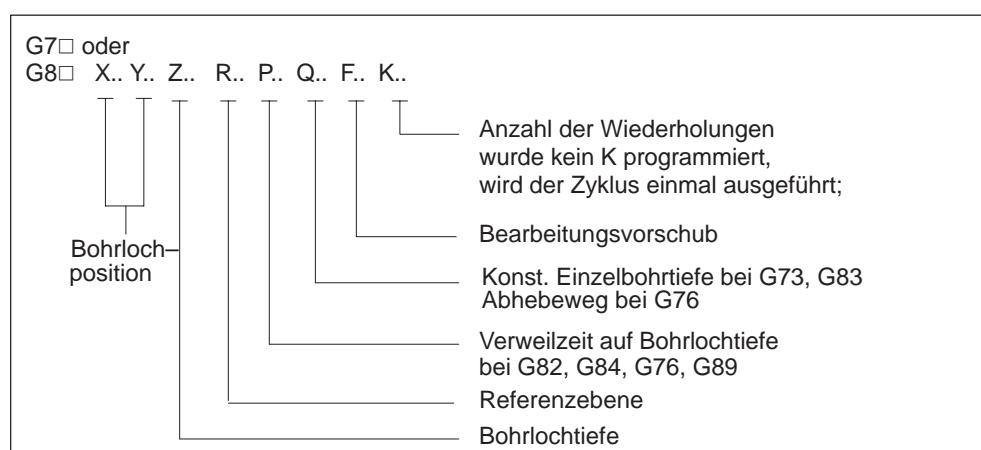 G7□ oder
G8□ X.. Y.. Z.. R.. P.. Q.. F.. K..
Anzahl der Wiederholungen
wurde kein K programmiert,
wird der Zyklus einmal ausgeführt;
Bearbeitungsvorschub
Bohrloch-
position
Konst. Einzelbohrtiefe bei G73, G83
Abhebeweg bei G76
Verweilzeit auf Bohrlochtiefe
bei G82, G84, G76, G89
Referenzebene
Bohrlochtiefe